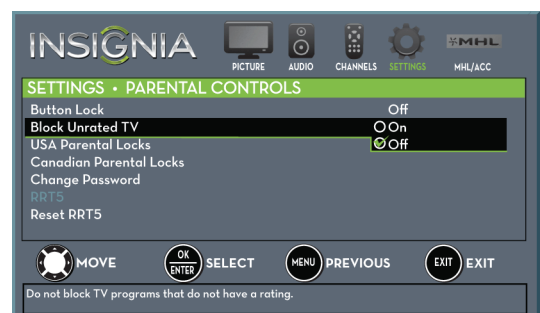 INSIGNIA
PICTURE AUDIO CHANNELS SETTINGS MHL MHL/ACC
SETTINGS • PARENTAL CONTROLS
Button Lock Off
Block Unrated TV On
USA Parental Locks Off
Canadian Parental Locks
Change Password
RRT5
Reset RRT5
MOVE OK ENTER SELECT MENU PREVIOUS EXIT EXIT
Do not block TV programs that do not have a rating.